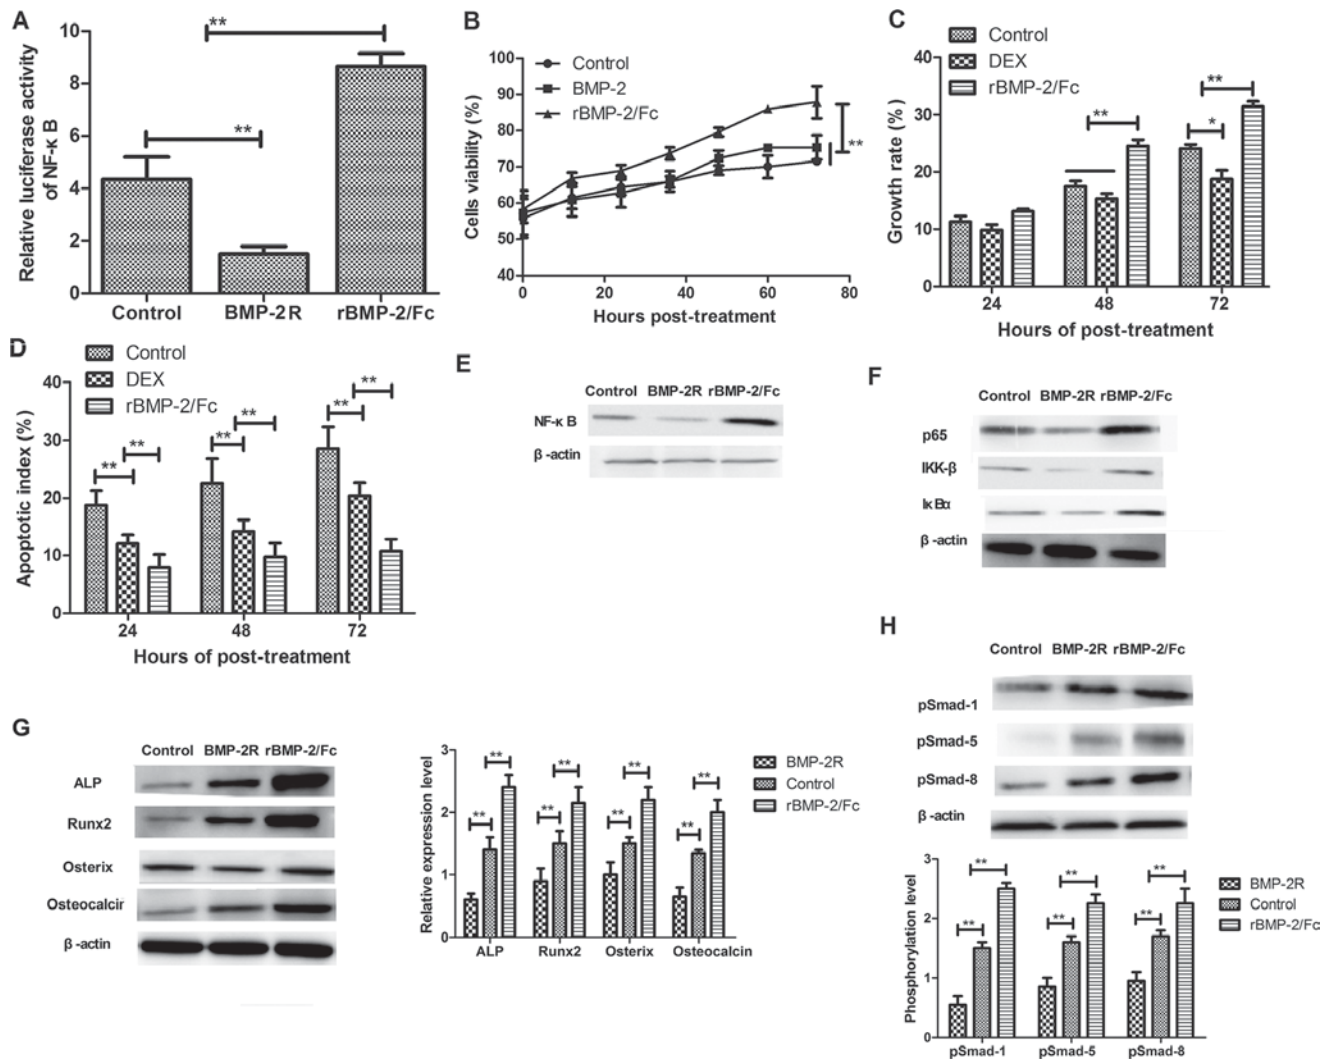 A
Relative luciferase activity
of NF-κ B
10
8
6
4
2
0
**
**
Control
BMP-2R
rBMP-2/Fc
B
Cells viability (%)
100
90
80
70
60
50
40
Control
BMP-2
rBMP-2/Fc
**
0
20
40
60
80
Hours post-treatment
C
Control
DEX
rBMP-2/Fc
Growth rate (%)
40
30
20
10
0
**
**
*
24
48
72
Hours of post-treatment
D
Control
DEX
rBMP-2/Fc
Apoptotic index (%)
40
30
20
10
0
**
**
**
**
**
**
24
48
72
Hours of post-treatment
E
Control BMP-2R rBMP-2/Fc
NF-κ B
β -actin
F
Control BMP-2R rBMP-2/Fc
p65
IKK-β
Iκ Bα
β -actin
G
Control BMP-2R rBMP-2/Fc
ALP
Runx2
Osterix
Osteocalcir
β -actin
Relative expression level
3
2
1
0
**
**
**
**
**
**
**
**
BMP-2R
Control
rBMP-2/Fc
ALP
Runx2
Osterix
Osteocalcin
H
Control BMP-2R rBMP-2/Fc
pSmad-1
pSmad-5
pSmad-8
β -actin
Phosphorylation level
3
2
1
0
**
**
**
**
**
**
BMP-2R
Control
rBMP-2/Fc
pSmad-1
pSmad-5
pSmad-8